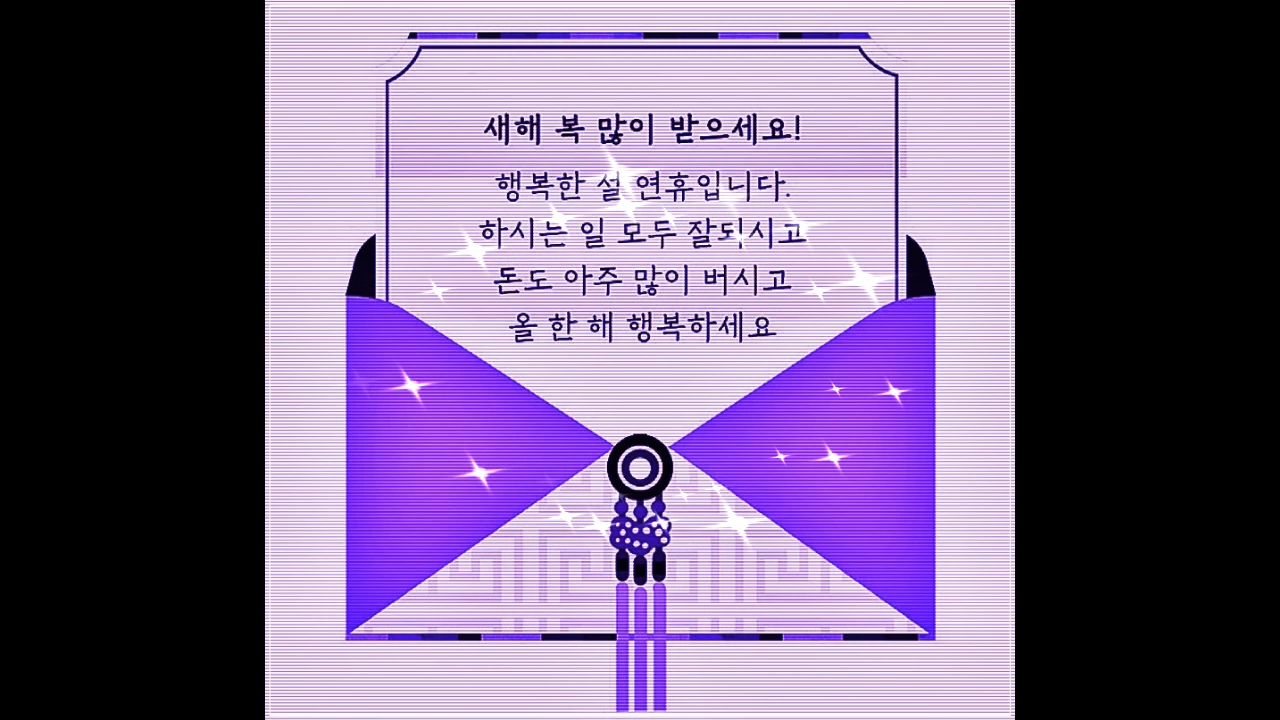 새해 복 많이 받으세요!
행복한 설 연휴입니다.
하시는 일 모두 잘되시고
돈도 아주 많이 버시고
올 한 해 행복하세요